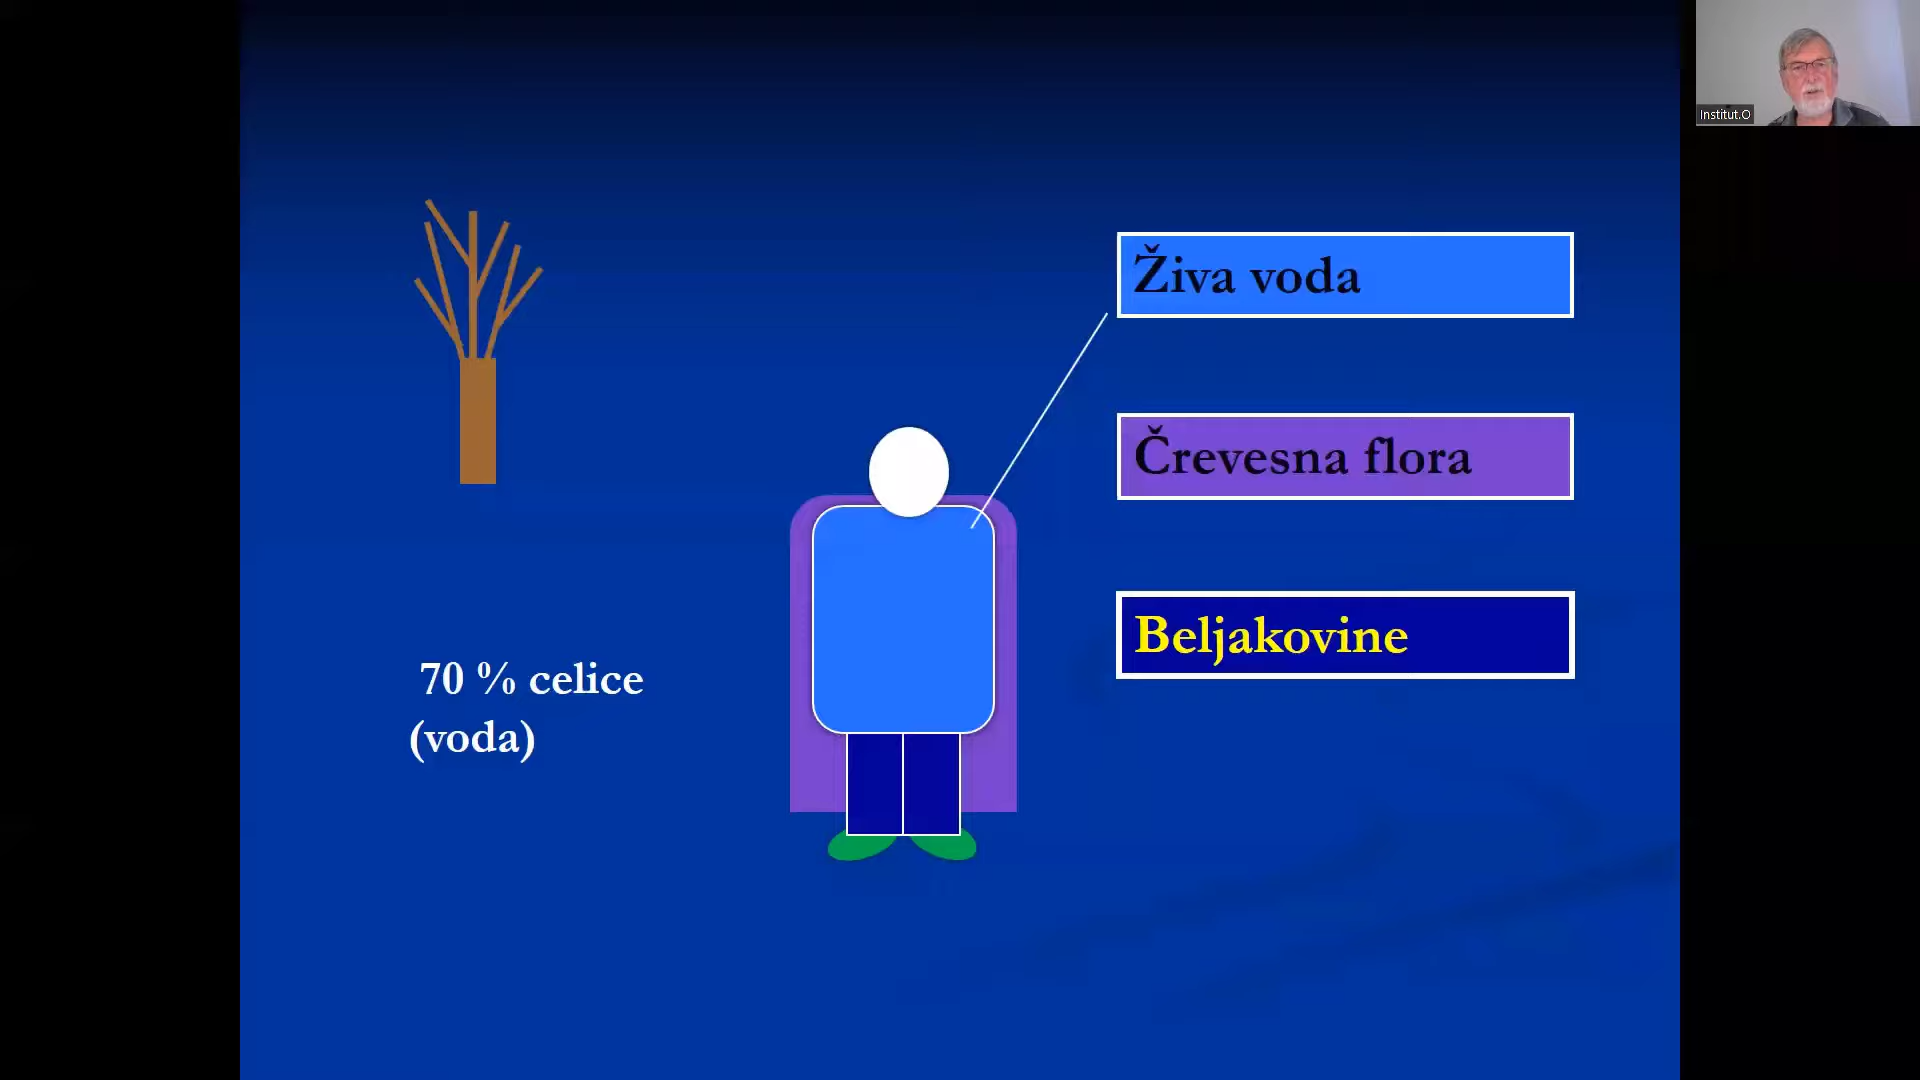 Živa voda
Črevesna flora
Beljakovine
70 % celice
(voda)
Institut.O